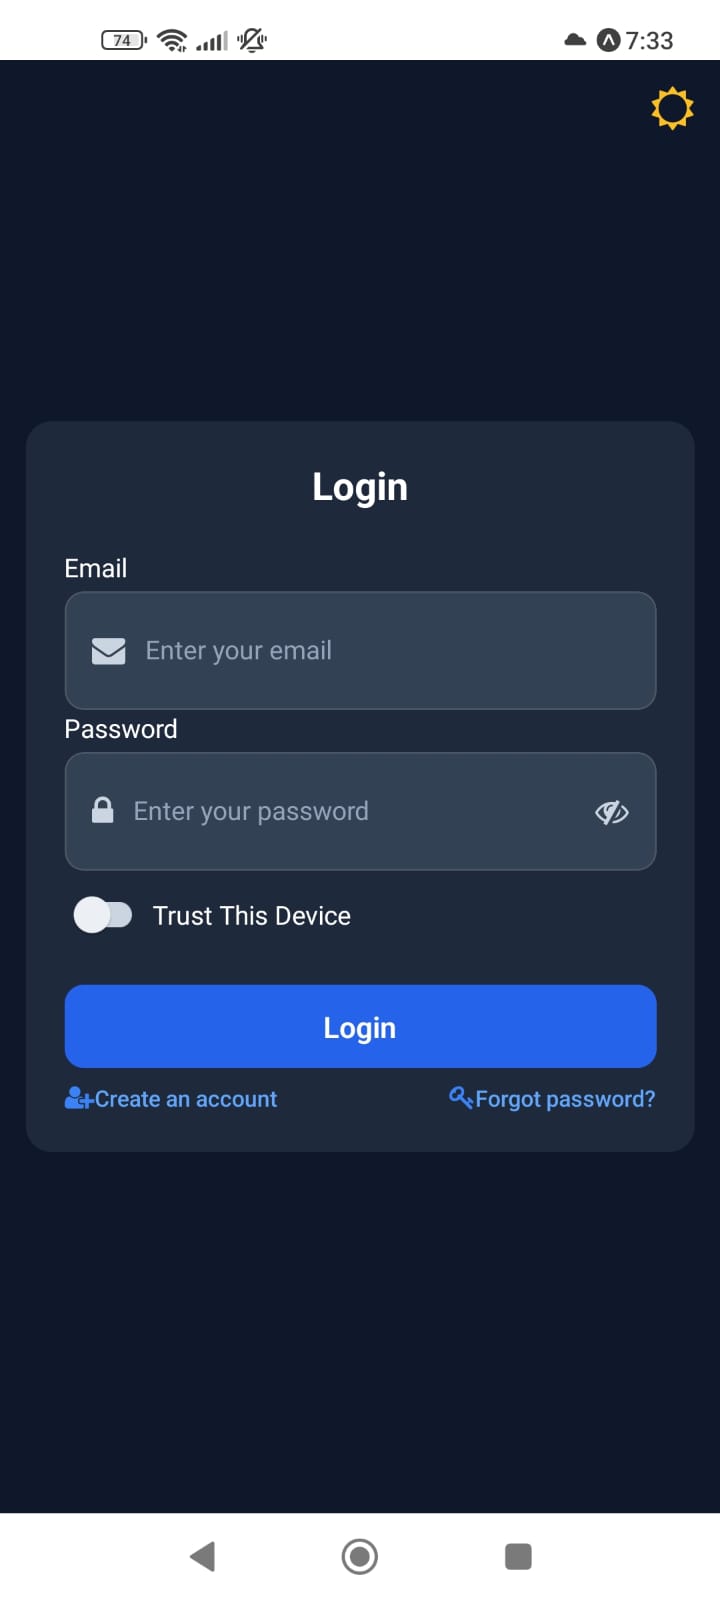 74 7:33
Login
Email
Enter your email
Password
Enter your password
Trust This Device
Login
Create an account Forgot password?